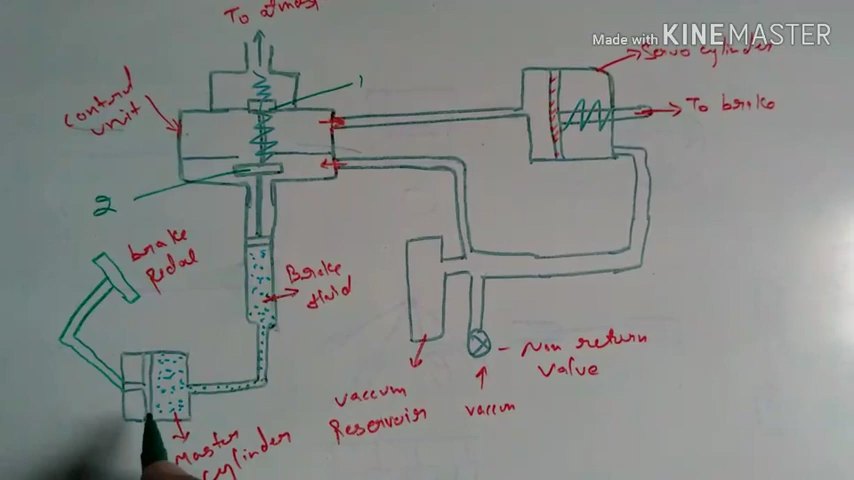 To atmos
Made with KINEMASTER
Servo cylinder
To brake
control
unit
1
2
brake
pedal
Brake
fluid
Non return
valve
vaccum
vaccum
Reservoir
Master
cylinder